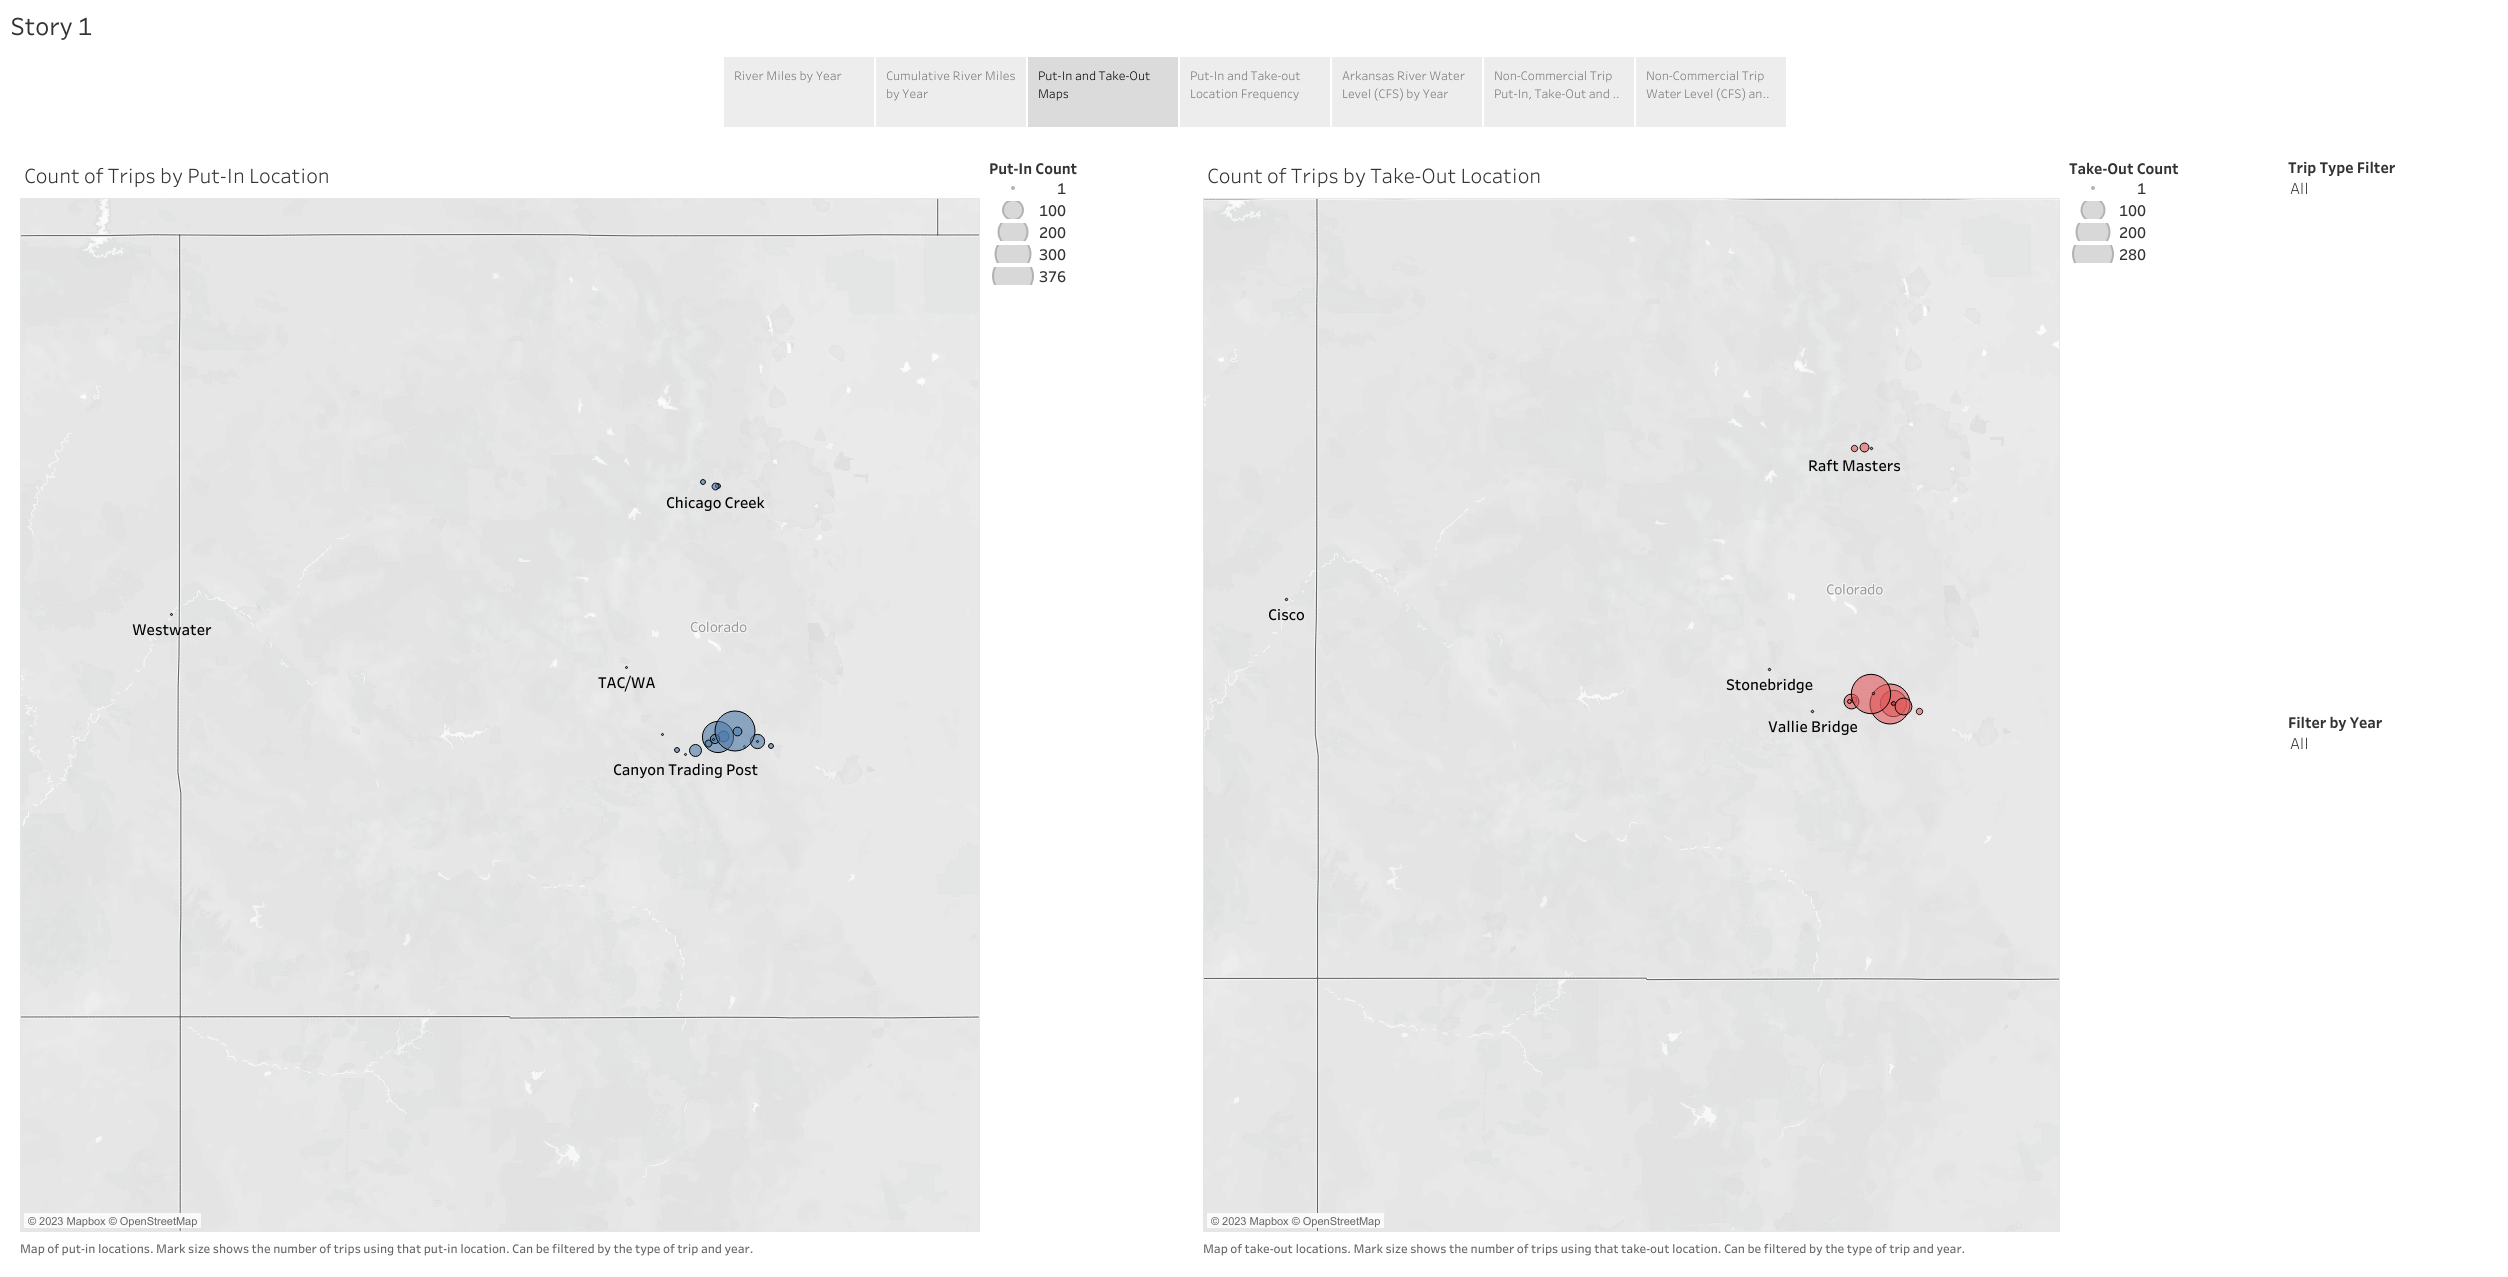 Story 1
River Miles by Year
Cumulative River Miles
by Year
Put-In and Take-Out
Maps
Put-In and Take-out
Location Frequency
Arkansas River Water
Level (CFS) by Year
Non-Commercial Trip
Put-In, Take-Out and ..
Non-Commercial Trip
Water Level (CFS) an..
Count of Trips by Put-In Location
Put-In Count
1
100
200
300
376
Chicago Creek
Westwater
Colorado
TAC/WA
Canyon Trading Post
© 2023 Mapbox © OpenStreetMap
Map of put-in locations. Mark size shows the number of trips using that put-in location. Can be filtered by the type of trip and year.
Count of Trips by Take-Out Location
Take-Out Count
1
100
200
280
Raft Masters
Colorado
Cisco
Stonebridge
Vallie Bridge
© 2023 Mapbox © OpenStreetMap
Map of take-out locations. Mark size shows the number of trips using that take-out location. Can be filtered by the type of trip and year.
Trip Type Filter
All
Filter by Year
All